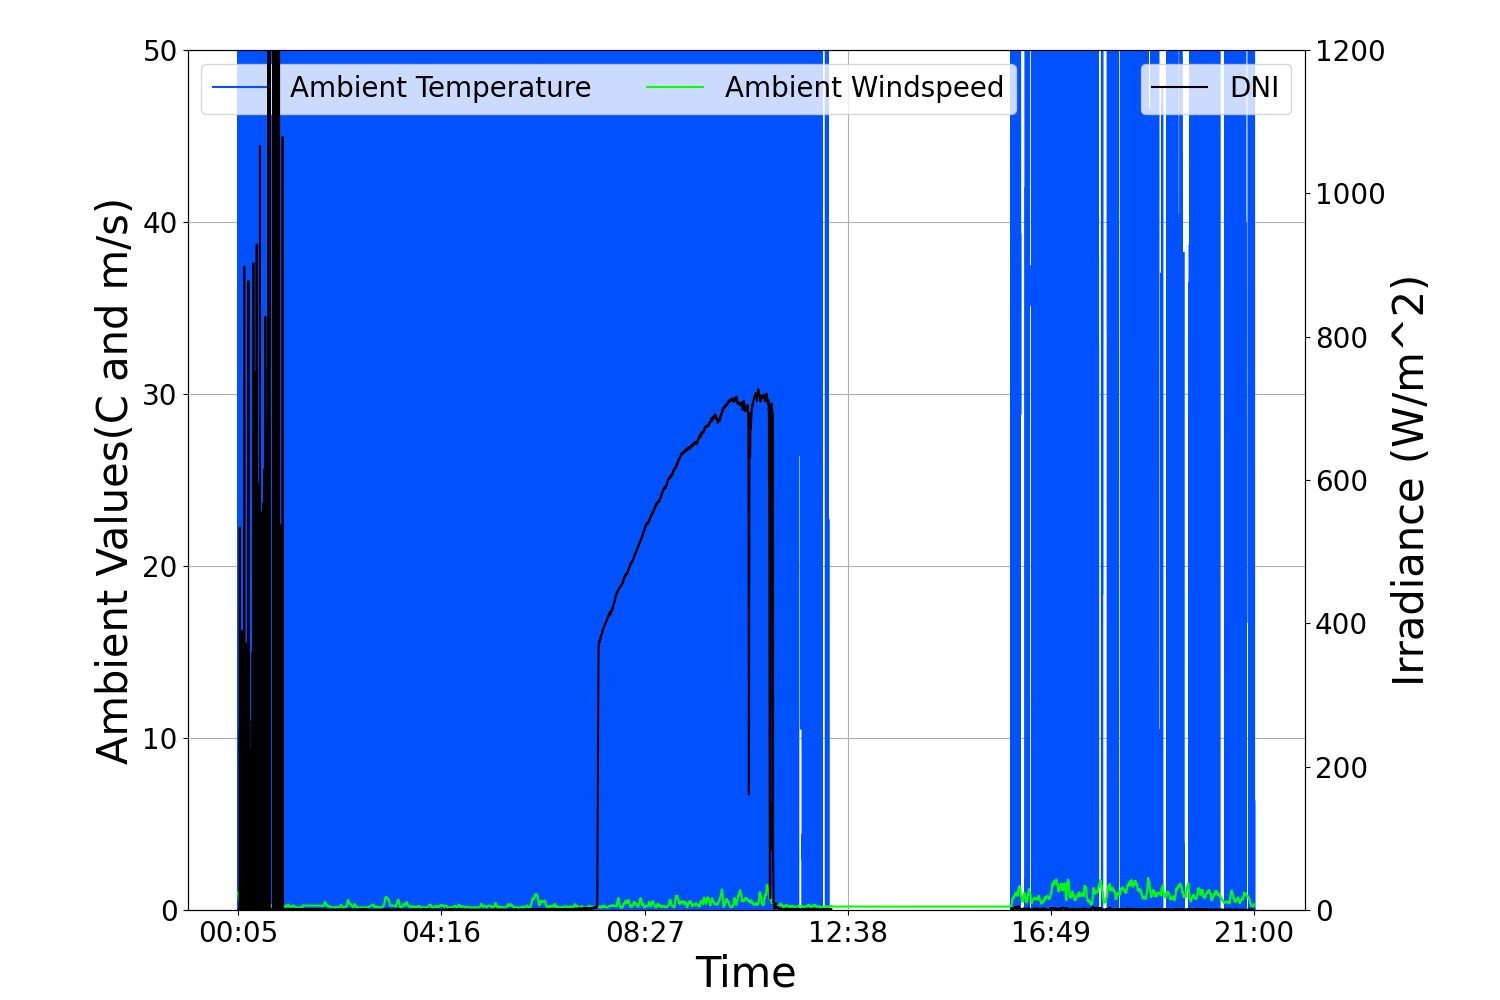 Ambient Temperature
Ambient Windspeed
DNI
Ambient Values(C and m/s)
50
40
30
20
10
0
Irradiance (W/m^2)
1200
1000
800
600
400
200
0
00:05 04:16 08:27 12:38 16:49 21:00
Time